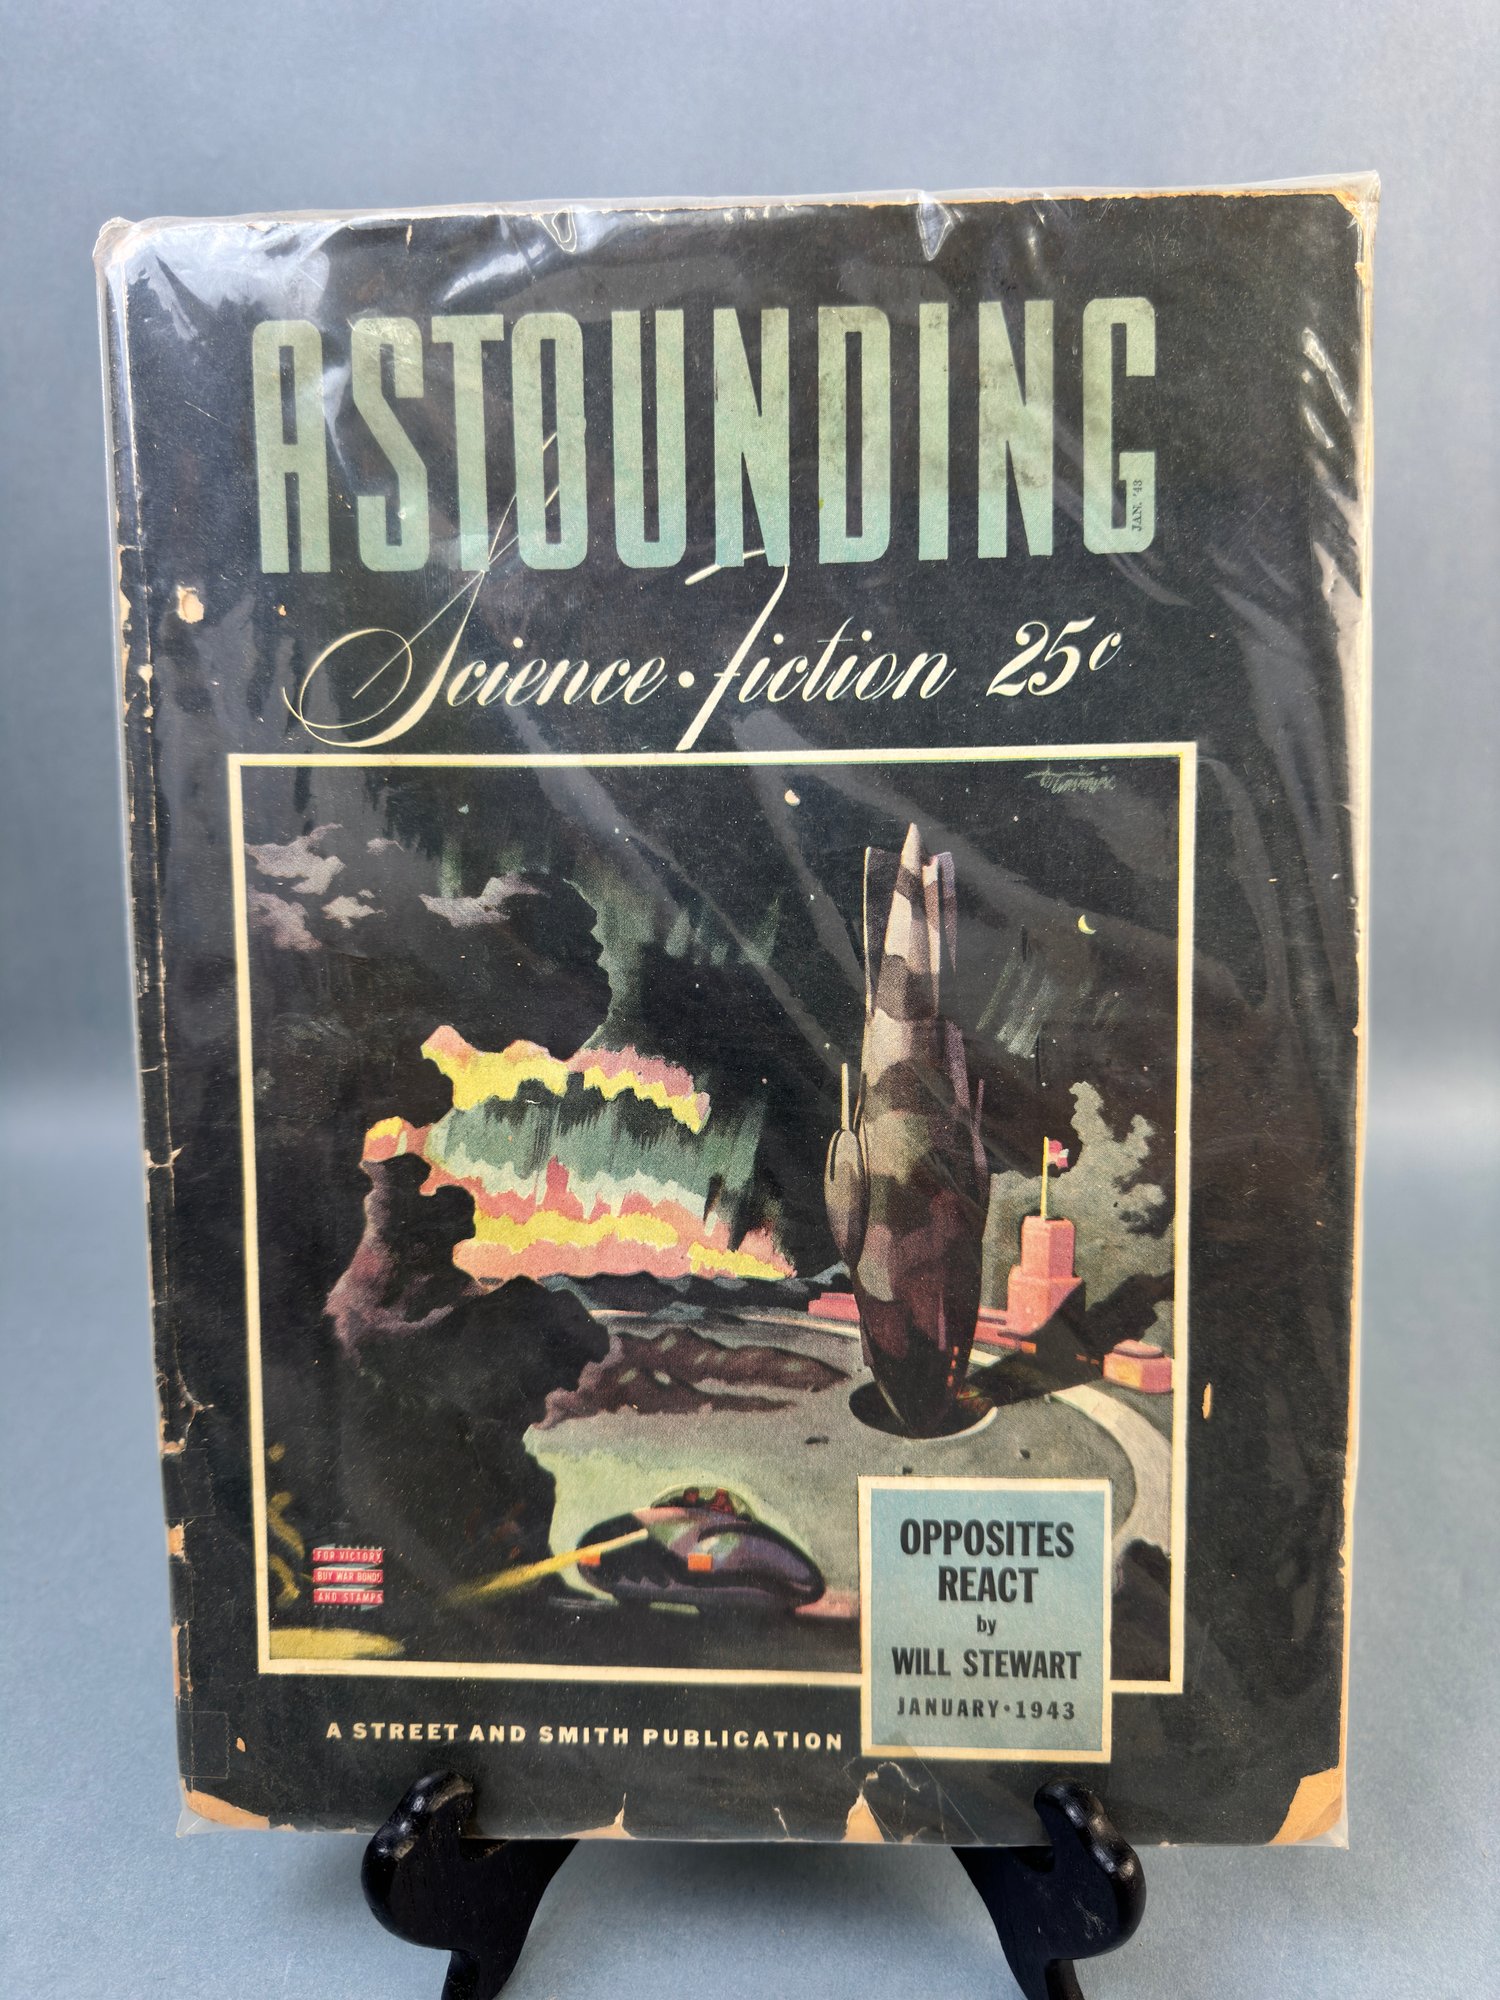 ASTOUNDING
JAN. '43
Science·fiction 25c
FOR VICTORY
BUY WAR BONDS
AND STAMPS
OPPOSITES
REACT
by
WILL STEWART
JANUARY·1943
A STREET AND SMITH PUBLICATION